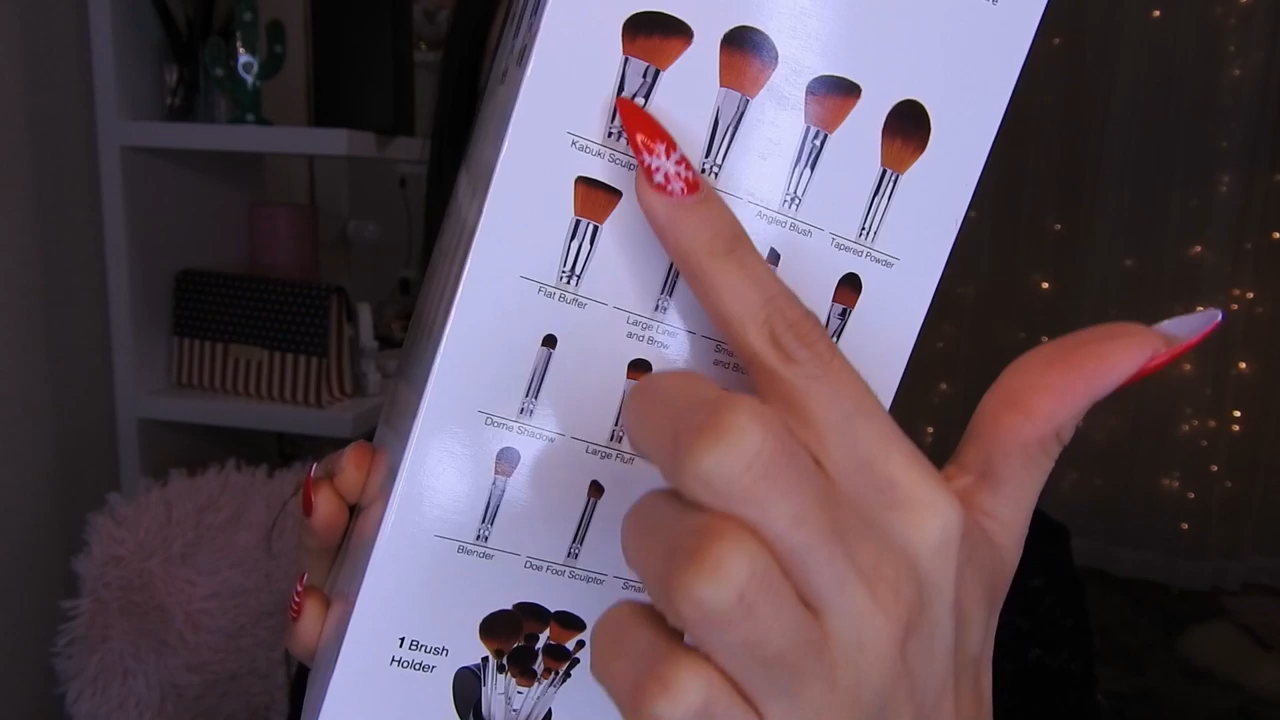 Kabuki
Angled Blush
Tapered Powder
Flat Buffer
Large Liner
and Brow
Dome Shadow
Large Fluff
Blender
Doe Foot Sculptor
Small
1 Brush
Holder